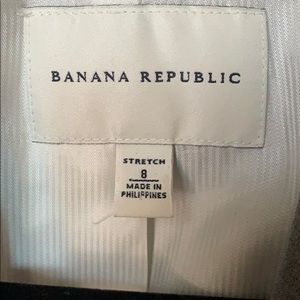 BANANA REPUBLIC
STRETCH
8
MADE IN
PHILIPPINES